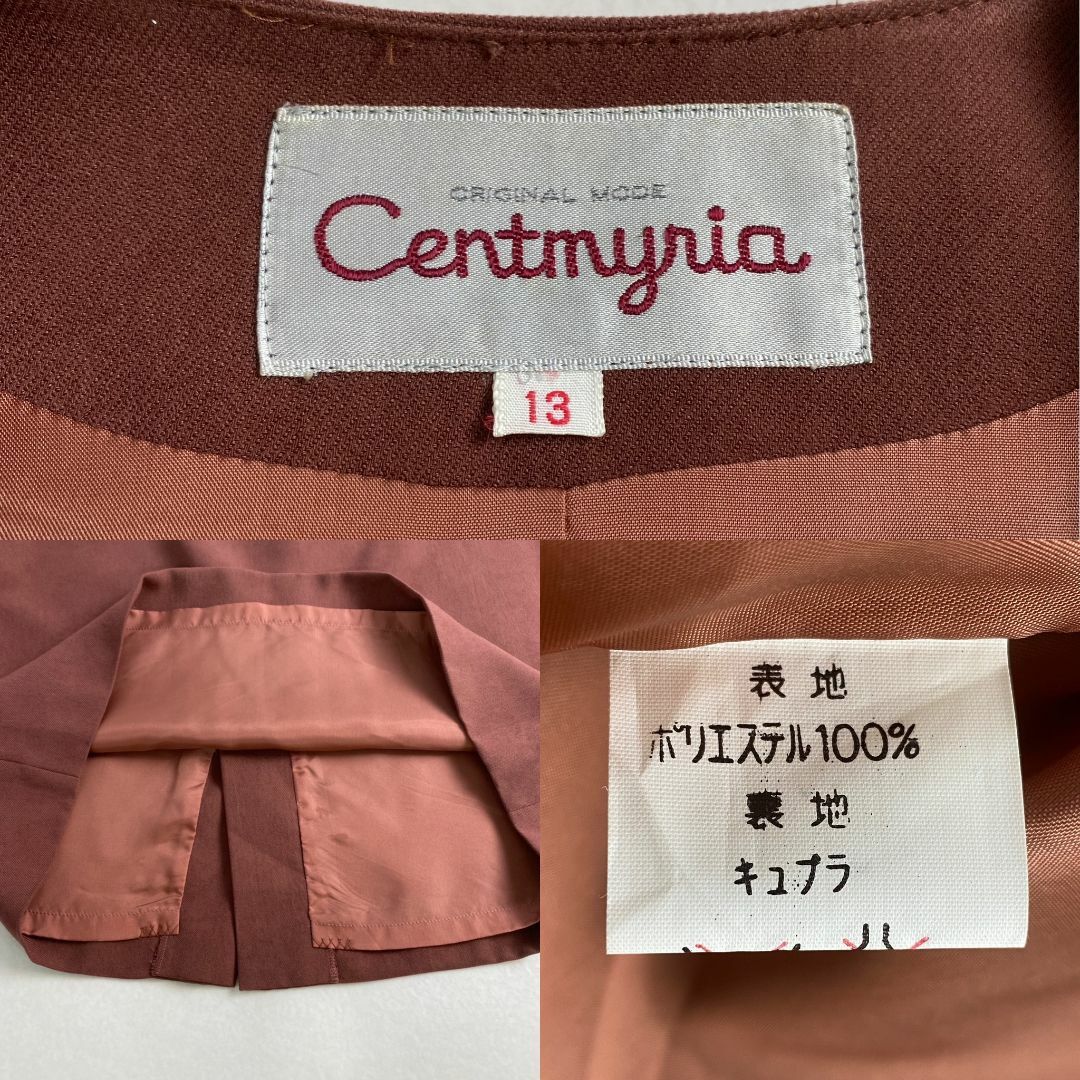 ORIGINAL MODE
Centmyria
13
表地
ポリエステル100%
裏地
キュプラ